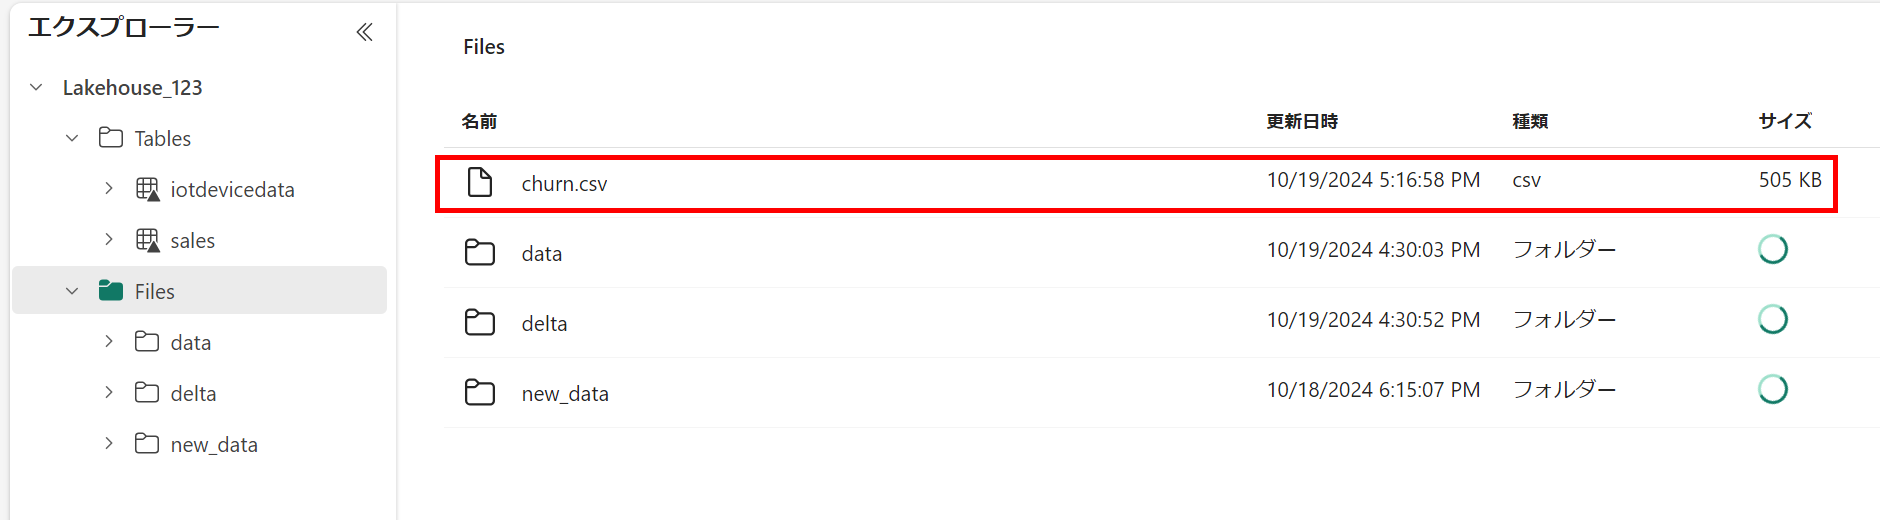 エクスプローラー
Lakehouse_123
Tables
iotdevicedata
sales
Files
data
delta
new_data
Files
名前 更新日時 種類 サイズ
churn.csv 10/19/2024 5:16:58 PM csv 505 KB
data 10/19/2024 4:30:03 PM フォルダー
delta 10/19/2024 4:30:52 PM フォルダー
new_data 10/18/2024 6:15:07 PM フォルダー